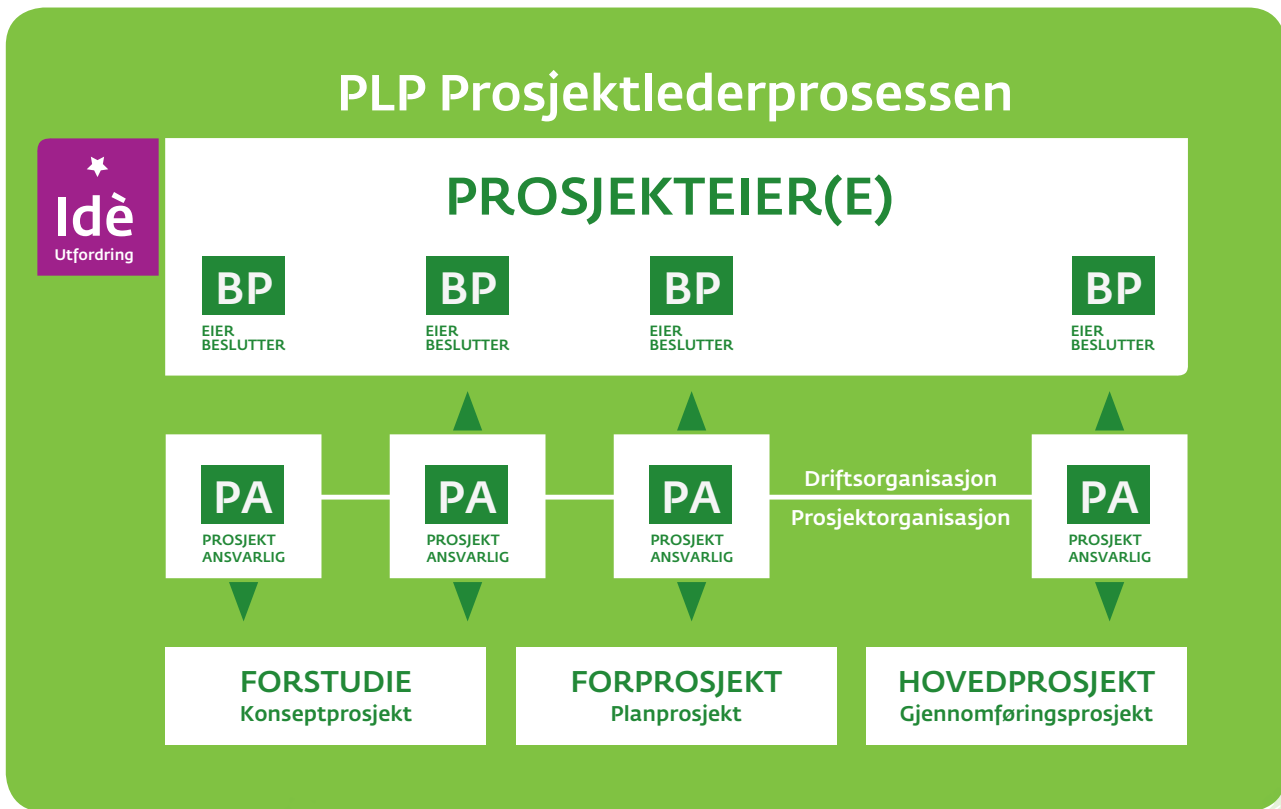 PLP Prosjektlederprosessen
Idè
Utfordring
PROSJEKTEIER(E)
BP
EIER
BESLUTTER
BP
EIER
BESLUTTER
BP
EIER
BESLUTTER
BP
EIER
BESLUTTER
PA
PROSJEKT
ANSVARLIG
PA
PROSJEKT
ANSVARLIG
PA
PROSJEKT
ANSVARLIG
Driftsorganisasjon
Prosjektorganisasjon
PA
PROSJEKT
ANSVARLIG
FORSTUDIE
Konseptprosjekt
FORPROSJEKT
Planprosjekt
HOVEDPROSJEKT
Gjennomføringsprosjekt